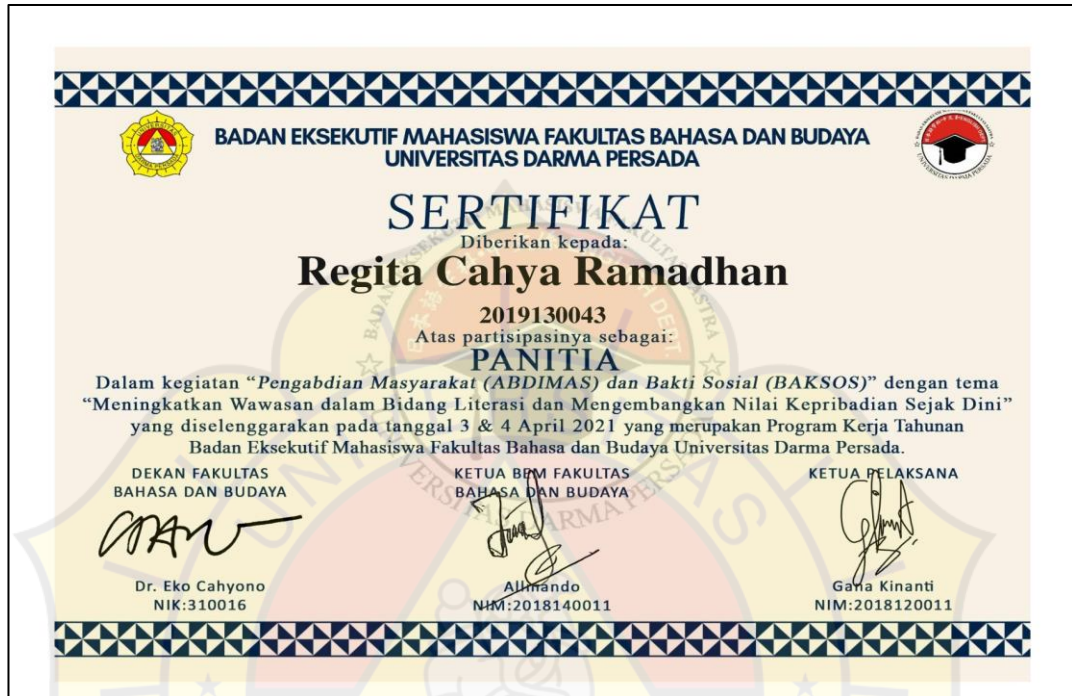 BADAN EKSEKUTIF MAHASISWA FAKULTAS BAHASA DAN BUDAYA
UNIVERSITAS DARMA PERSADA
SERTIFIKAT
Diberikan kepada:
Regita Cahya Ramadhan
2019130043
Atas partisipasinya sebagai:
PANITIA
Dalam kegiatan “Pengabdian Masyarakat (ABDIMAS) dan Bakti Sosial (BAKSOS)” dengan tema
“Meningkatkan Wawasan dalam Bidang Literasi dan Mengembangkan Nilai Kepribadian Sejak Dini”
yang diselenggarakan pada tanggal 3 & 4 April 2021 yang merupakan Program Kerja Tahunan
Badan Eksekutif Mahasiswa Fakultas Bahasa dan Budaya Universitas Darma Persada.
DEKAN FAKULTAS
BAHASA DAN BUDAYA
Dr. Eko Cahyono
NIK:310016
KETUA BEM FAKULTAS
BAHASA DAN BUDAYA
Allinando
NIM:2018140011
KETUA PELAKSANA
Gana Kinanti
NIM:2018120011